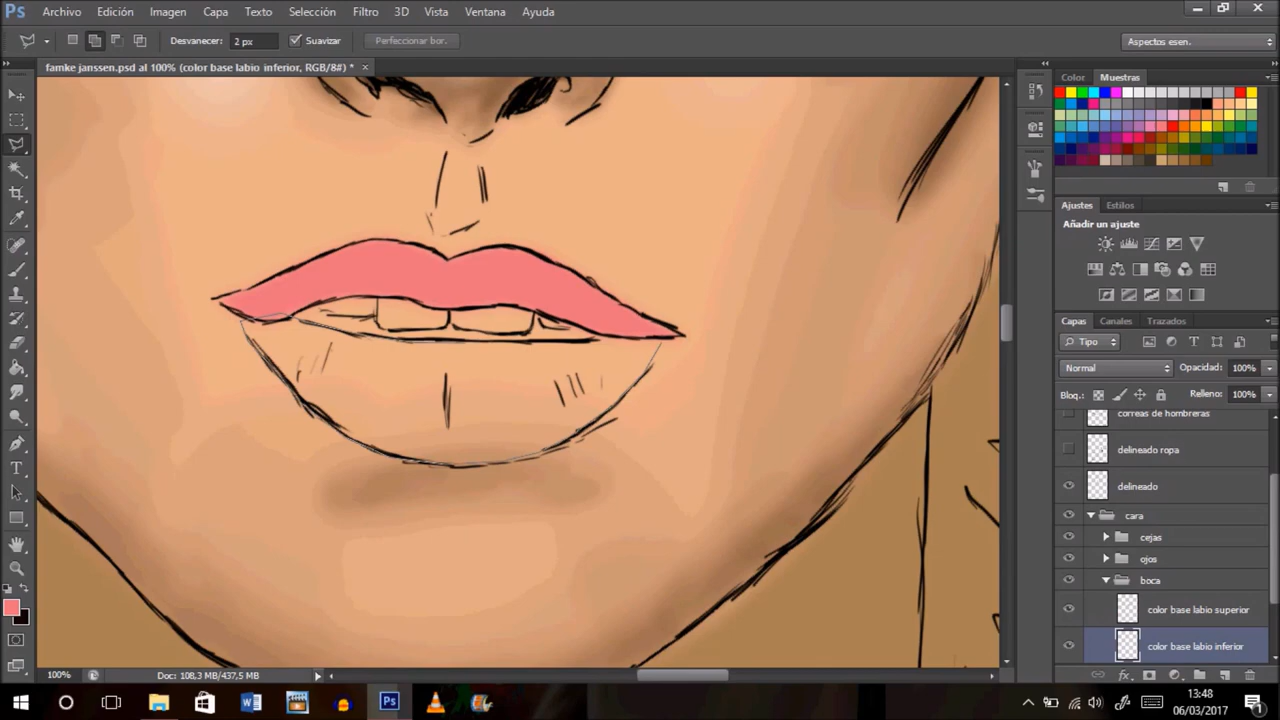 Ps Archivo Edición Imagen Capa Texto Selección Filtro 3D Vista Ventana Ayuda
Desvanecer: 2 px Suavizar Perfeccionar bor. Aspectos esen.
famke janssen.psd al 100% (color base labio inferior, RGB/8#) * ×
Color Muestras
Ajustes Estilos
Añadir un ajuste
Capas Canales Trazados
Tipo
Normal Opacidad: 100%
Bloq.: Relleno: 100%
correas de hombreras
delineado ropa
delineado
cara
cejas
ojos
boca
color base labio superior
color base labio inferior
100% Doc: 108,3 MB/437,5 MB
13:48
06/03/2017